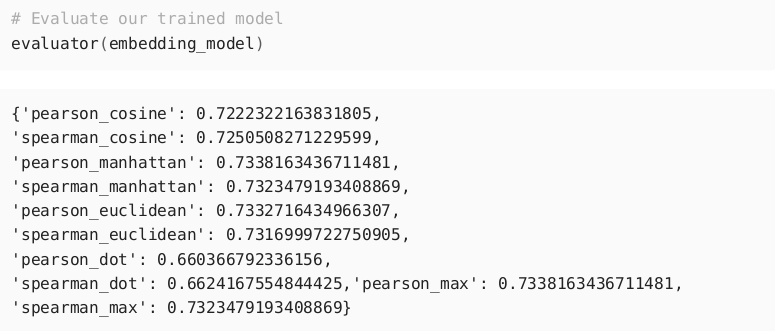 # Evaluate our trained model
evaluator(embedding_model)
{'pearson_cosine': 0.7222322163831805,
'spearman_cosine': 0.7250508271229599,
'pearson_manhattan': 0.7338163436711481,
'spearman_manhattan': 0.7323479193408869,
'pearson_euclidean': 0.7332716434966307,
'spearman_euclidean': 0.7316999722750905,
'pearson_dot': 0.660366792336156,
'spearman_dot': 0.6624167554844425,'pearson_max': 0.7338163436711481,
'spearman_max': 0.7323479193408869}